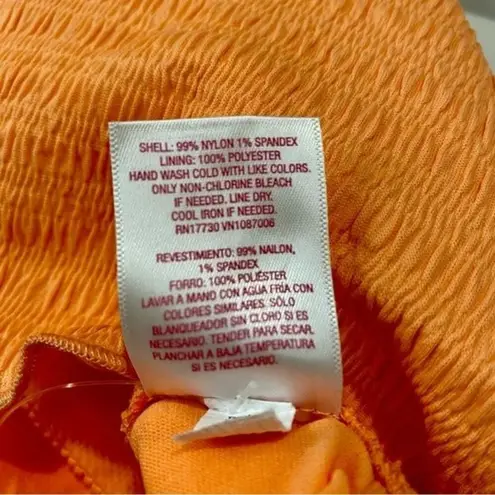 SHELL: 99% NYLON 1% SPANDEX
LINING: 100% POLYESTER
HAND WASH COLD WITH LIKE COLORS.
ONLY NON-CHLORINE BLEACH
IF NEEDED. LINE DRY.
COOL IRON IF NEEDED.
RN17730 VN1087006
REVESTIMIENTO: 99% NAILON,
1% SPANDEX
FORRO: 100% POLIÉSTER
LAVAR A MANO CON AGUA FRÍA CON
COLORES SIMILARES. SÓLO
BLANQUEADOR SIN CLORO SI ES
NECESARIO. TENDER PARA SECAR.
PLANCHAR A BAJA TEMPERATURA
SI ES NECESARIO.